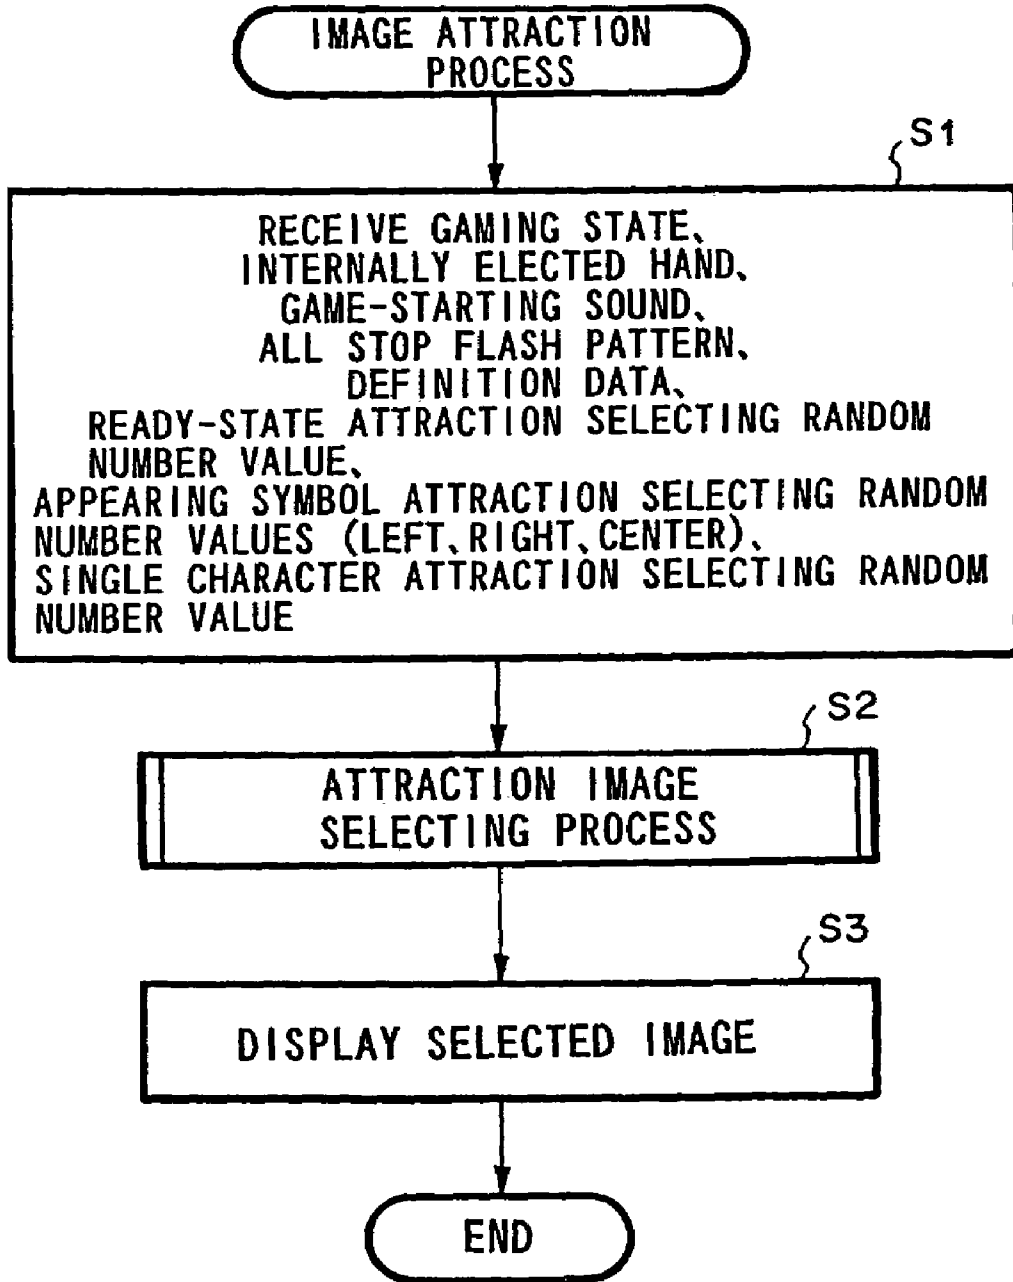 IMAGE ATTRACTION
PROCESS
S1
RECEIVE GAMING STATE、
INTERNALLY ELECTED HAND、
GAME-STARTING SOUND、
ALL STOP FLASH PATTERN、
DEFINITION DATA、
READY-STATE ATTRACTION SELECTING RANDOM
NUMBER VALUE、
APPEARING SYMBOL ATTRACTION SELECTING RANDOM
NUMBER VALUES (LEFT、RIGHT、CENTER)、
SINGLE CHARACTER ATTRACTION SELECTING RANDOM
NUMBER VALUE
S2
ATTRACTION IMAGE
SELECTING PROCESS
S3
DISPLAY SELECTED IMAGE
END